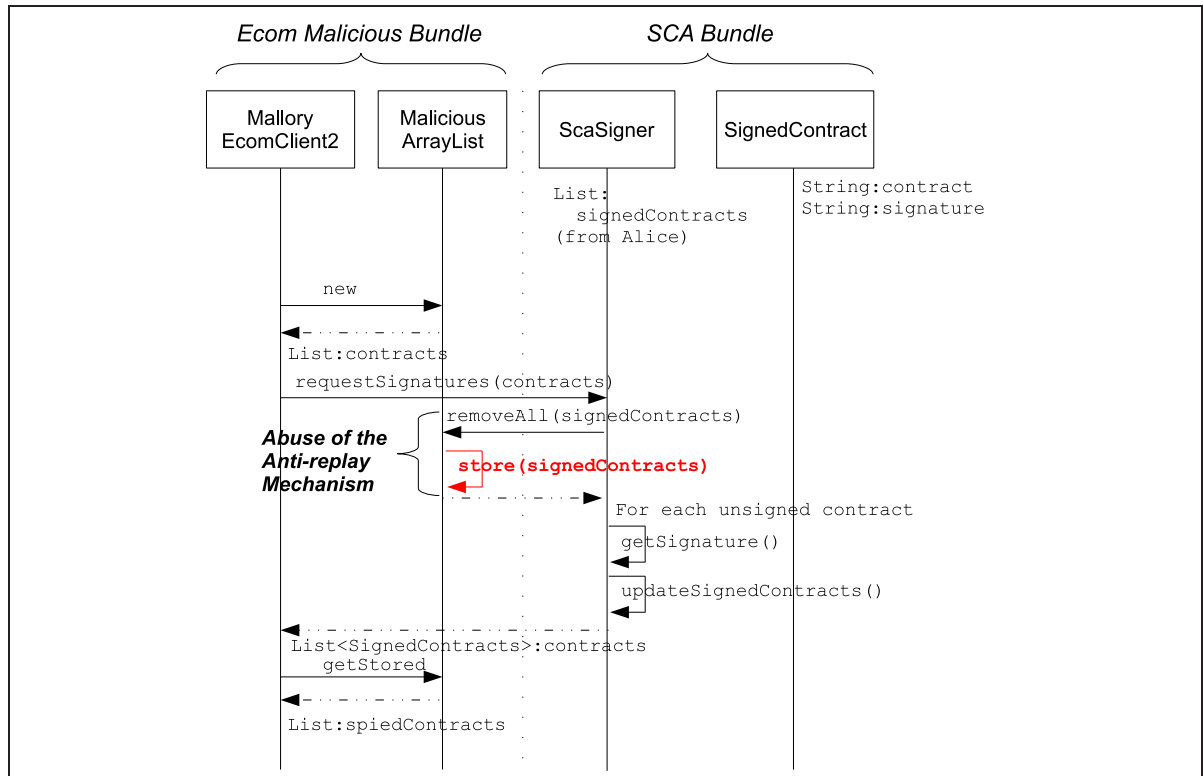 Ecom Malicious Bundle
SCA Bundle
Mallory
EcomClient2
Malicious
ArrayList
ScaSigner
SignedContract
List:
signedContracts
(from Alice)
String:contract
String:signature
new
List:contracts
requestSignatures(contracts)
removeAll(signedContracts)
Abuse of the
Anti-replay
Mechanism
store(signedContracts)
For each unsigned contract
getSignature()
updateSignedContracts()
List<SignedContracts>:contracts
getStored
List:spiedContracts